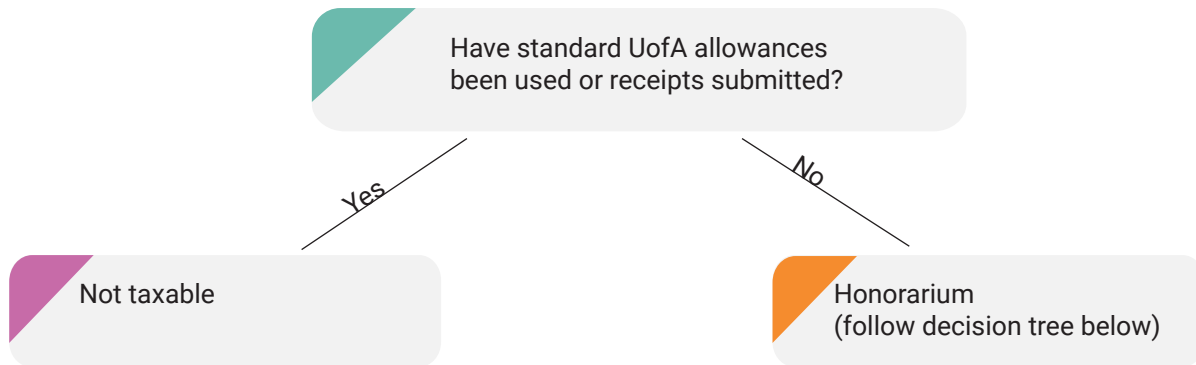 Have standard UofA allowances
been used or receipts submitted?
Yes
No
Not taxable
Honorarium
(follow decision tree below)